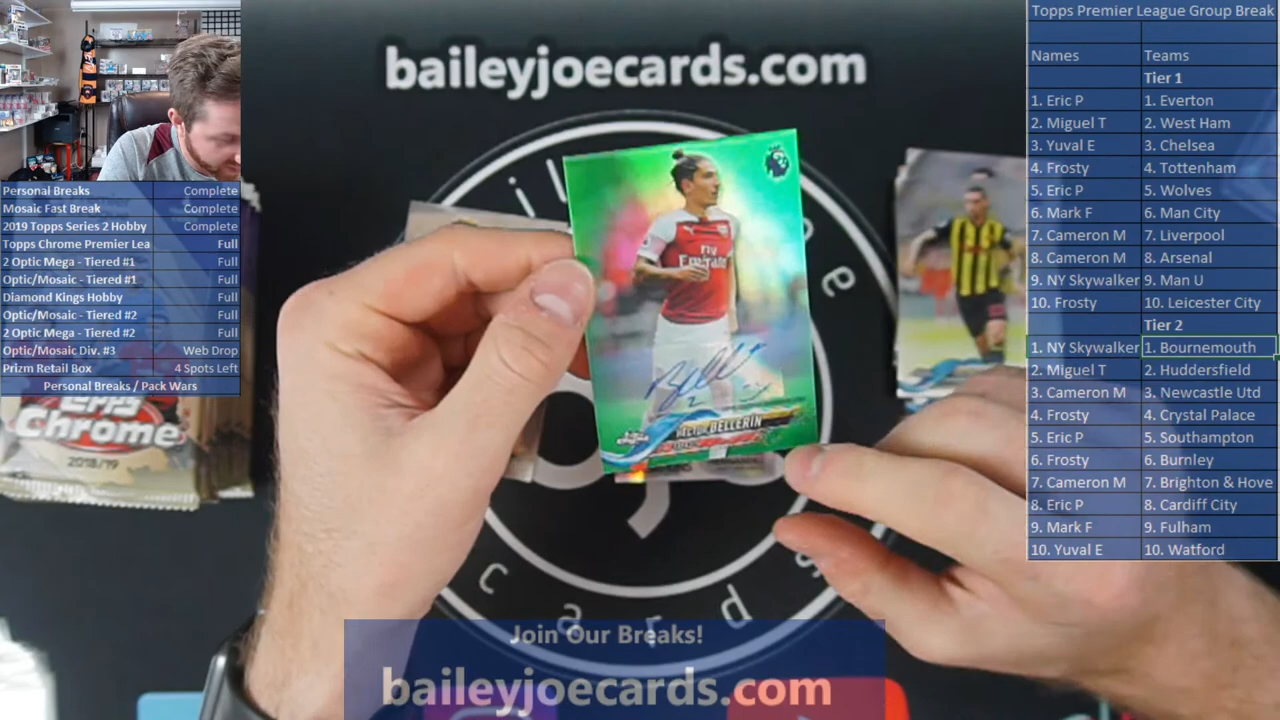 baileyjoecards.com
Topps Premier League Group Break
Names Teams
Tier 1
1. Eric P 1. Everton
2. Miguel T 2. West Ham
3. Yuval E 3. Chelsea
4. Frosty 4. Tottenham
5. Eric P 5. Wolves
6. Mark F 6. Man City
7. Cameron M 7. Liverpool
8. Cameron M 8. Arsenal
9. NY Skywalker 9. Man U
10. Frosty 10. Leicester City
Tier 2
1. NY Skywalker 1. Bournemouth
2. Miguel T 2. Huddersfield
3. Cameron M 3. Newcastle Utd
4. Frosty 4. Crystal Palace
5. Eric P 5. Southampton
6. Frosty 6. Burnley
7. Cameron M 7. Brighton & Hove
8. Eric P 8. Cardiff City
9. Mark F 9. Fulham
10. Yuval E 10. Watford
Personal Breaks Complete
Mosaic Fast Break Complete
2019 Topps Series 2 Hobby Complete
Topps Chrome Premier Lea Full
2 Optic Mega - Tiered #1 Full
Optic/Mosaic - Tiered #1 Full
Diamond Kings Hobby Full
Optic/Mosaic - Tiered #2 Full
2 Optic Mega - Tiered #2 Full
Optic/Mosaic Div. #3 Web Drop
Prizm Retail Box 4 Spots Left
Personal Breaks / Pack Wars
Topps
Chrome
2018/19
Fly
Emirates
HECTOR BELLERIN
cards
Join Our Breaks!
baileyjoecards.com